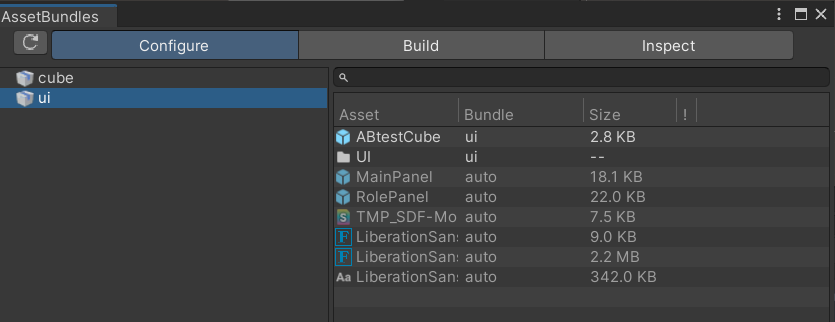 AssetBundles
Configure Build Inspect
cube
ui
Asset Bundle Size !
ABtestCube ui 2.8 KB
UI ui --
MainPanel auto 18.1 KB
RolePanel auto 22.0 KB
TMP_SDF-Mo auto 7.5 KB
LiberationSans auto 9.0 KB
LiberationSans auto 2.2 MB
Aa LiberationSans auto 342.0 KB